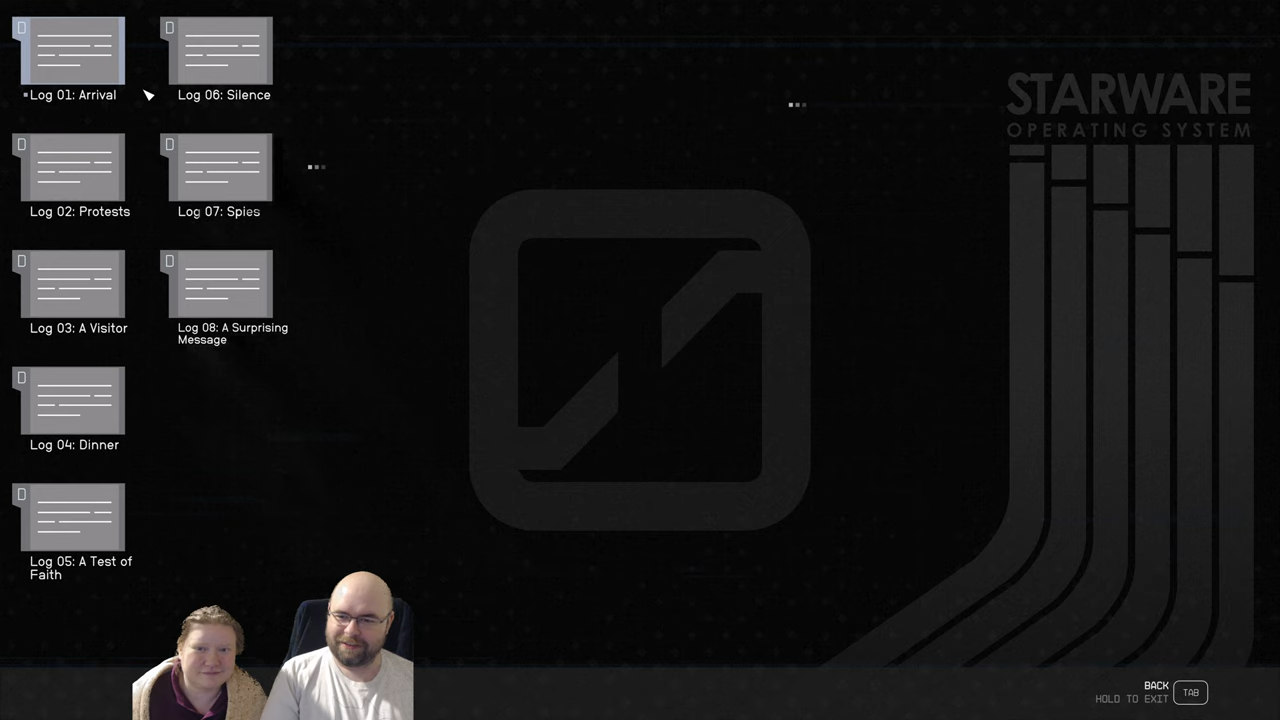 D
Log 01: Arrival
D
Log 02: Protests
D
Log 03: A Visitor
D
Log 04: Dinner
D
Log 05: A Test of
Faith
D
Log 06: Silence
D
Log 07: Spies
D
Log 08: A Surprising
Message
STARWARE
OPERATING SYSTEM
BACK
HOLD TO EXIT
TAB